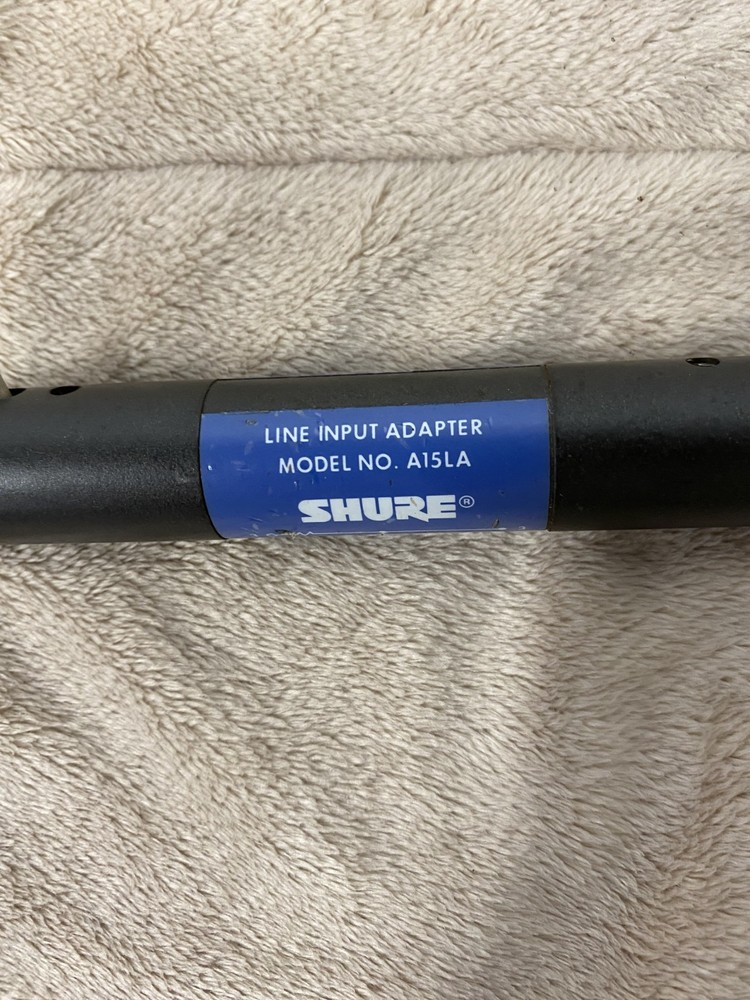 LINE INPUT ADAPTER
MODEL NO. A15LA
SHURE®